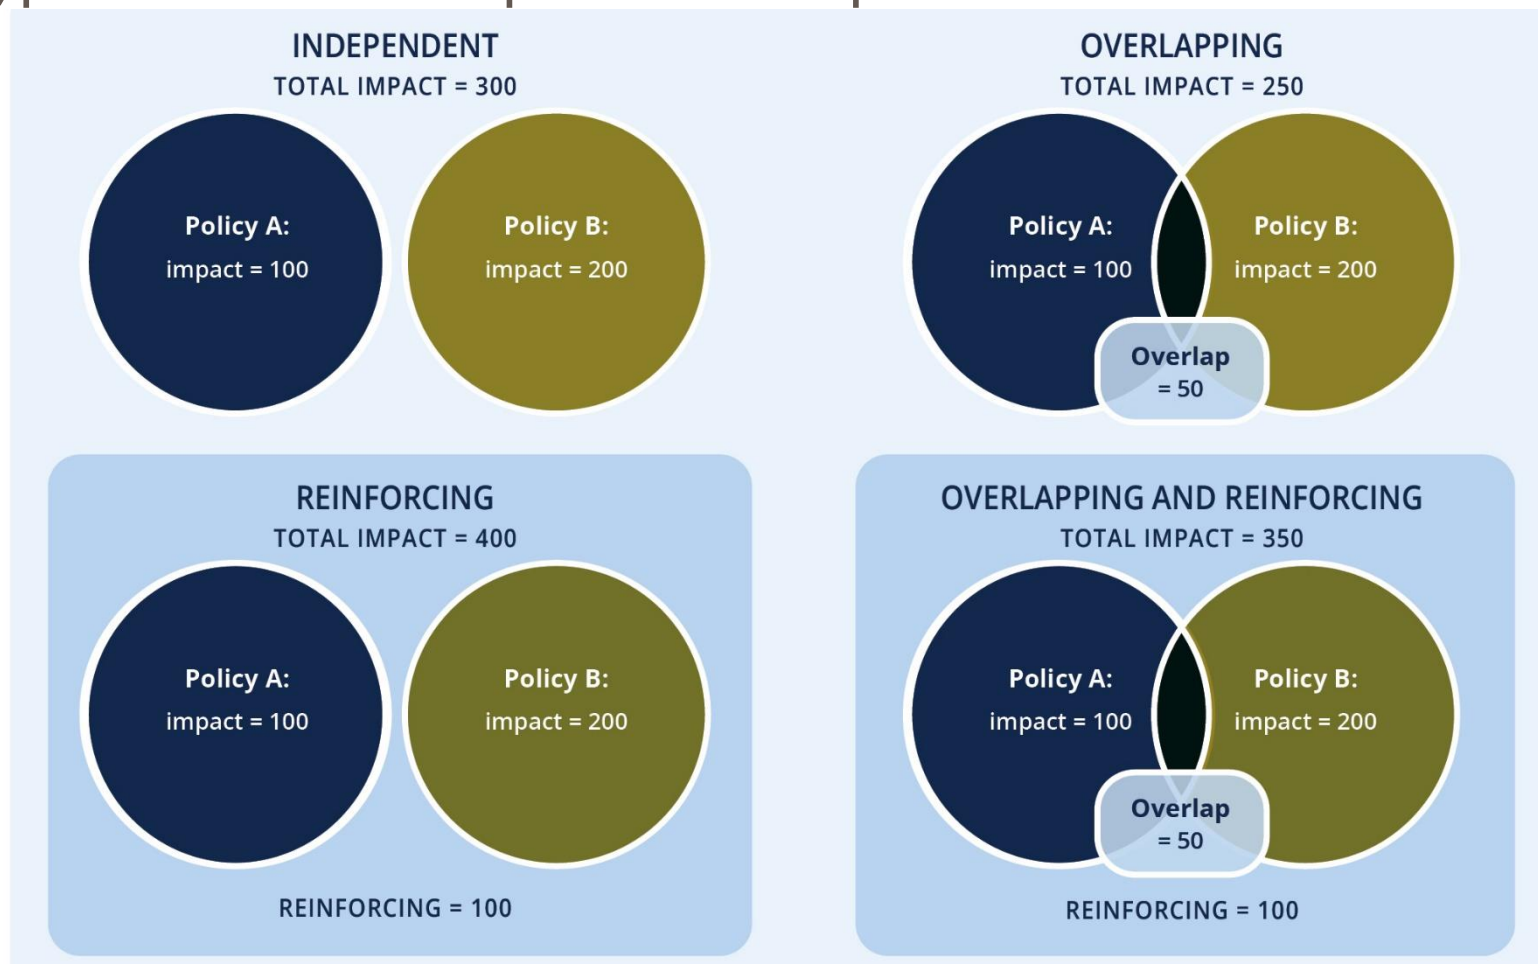 INDEPENDENT
TOTAL IMPACT = 300
Policy A:
impact = 100
Policy B:
impact = 200
OVERLAPPING
TOTAL IMPACT = 250
Policy A:
impact = 100
Policy B:
impact = 200
Overlap
= 50
REINFORCING
TOTAL IMPACT = 400
Policy A:
impact = 100
Policy B:
impact = 200
REINFORCING = 100
OVERLAPPING AND REINFORCING
TOTAL IMPACT = 350
Policy A:
impact = 100
Policy B:
impact = 200
Overlap
= 50
REINFORCING = 100